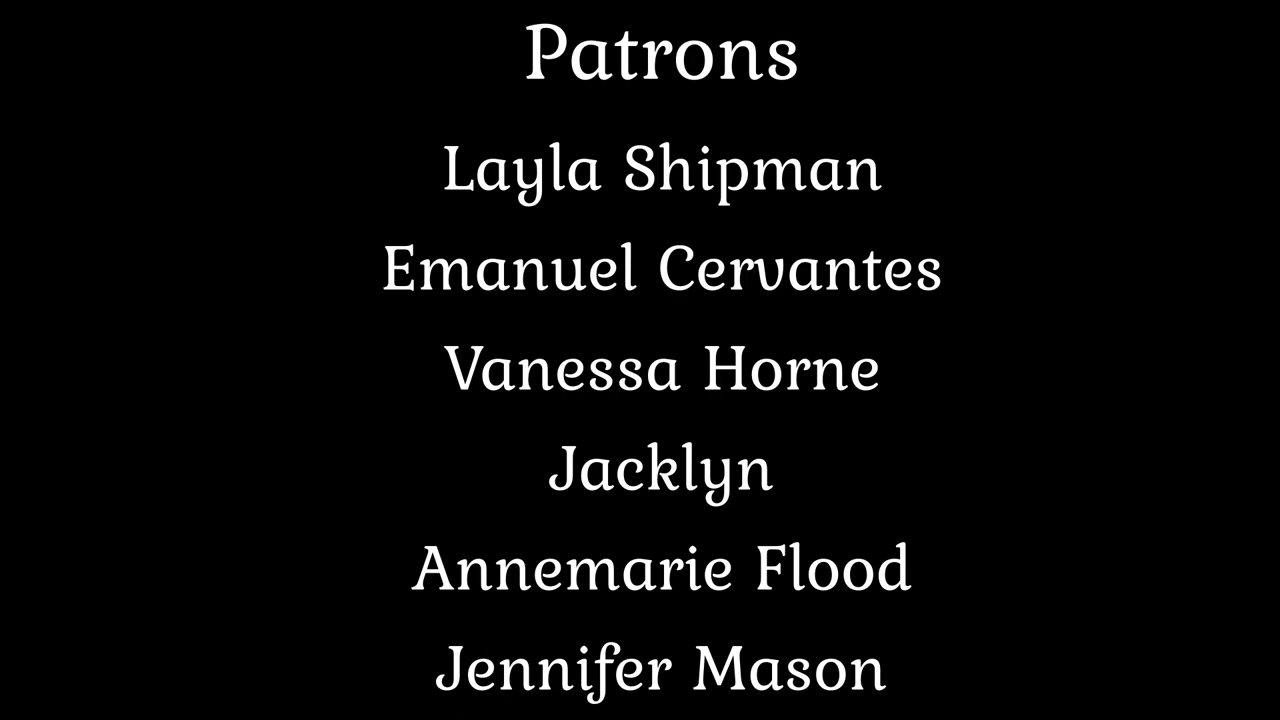 Patrons
Layla Shipman
Emanuel Cervantes
Vanessa Horne
Jacklyn
Annemarie Flood
Jennifer Mason